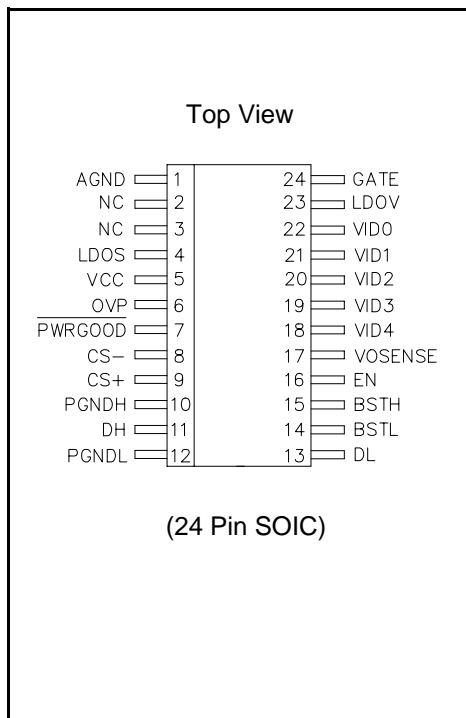 Top View
AGND 1 24 GATE
NC 2 23 LDOV
NC 3 22 VID0
LDOS 4 21 VID1
VCC 5 20 VID2
OVP 6 19 VID3
PWRGOOD 7 18 VID4
CS− 8 17 VOSENSE
CS+ 9 16 EN
PGNDH 10 15 BSTH
DH 11 14 BSTL
PGNDL 12 13 DL
(24 Pin SOIC)